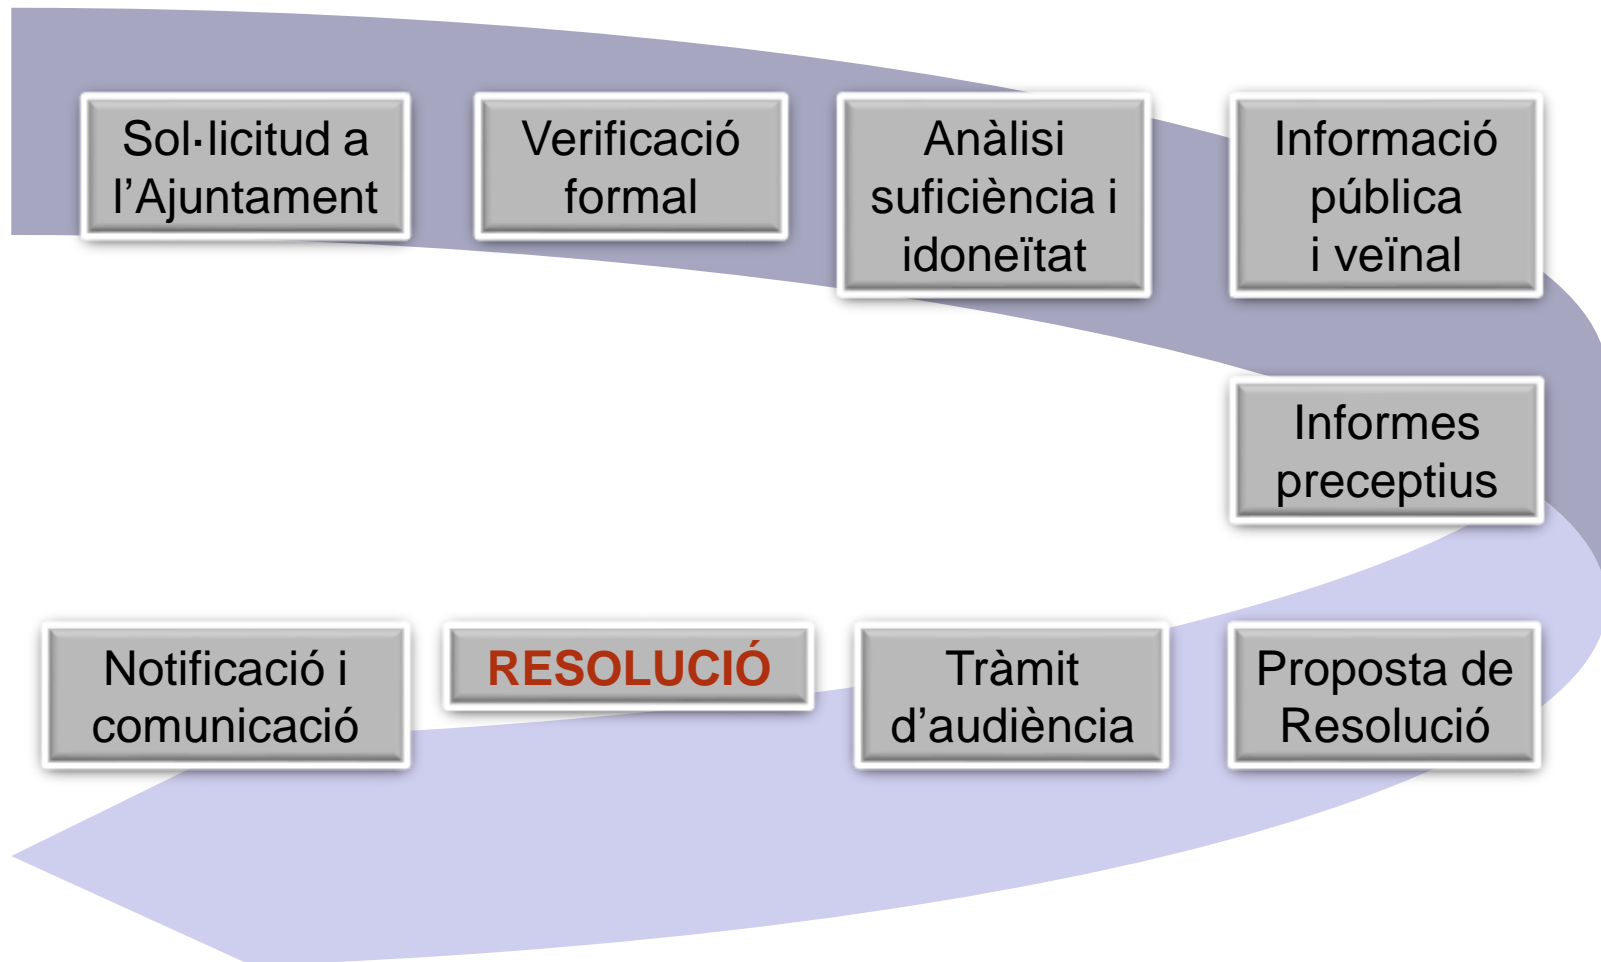 Sol·licitud a
l’Ajuntament
Verificació
formal
Anàlisi
suficiència i
idoneïtat
Informació
pública
i veïnal
Informes
preceptius
Proposta de
Resolució
Tràmit
d’audiència
RESOLUCIÓ
Notificació i
comunicació